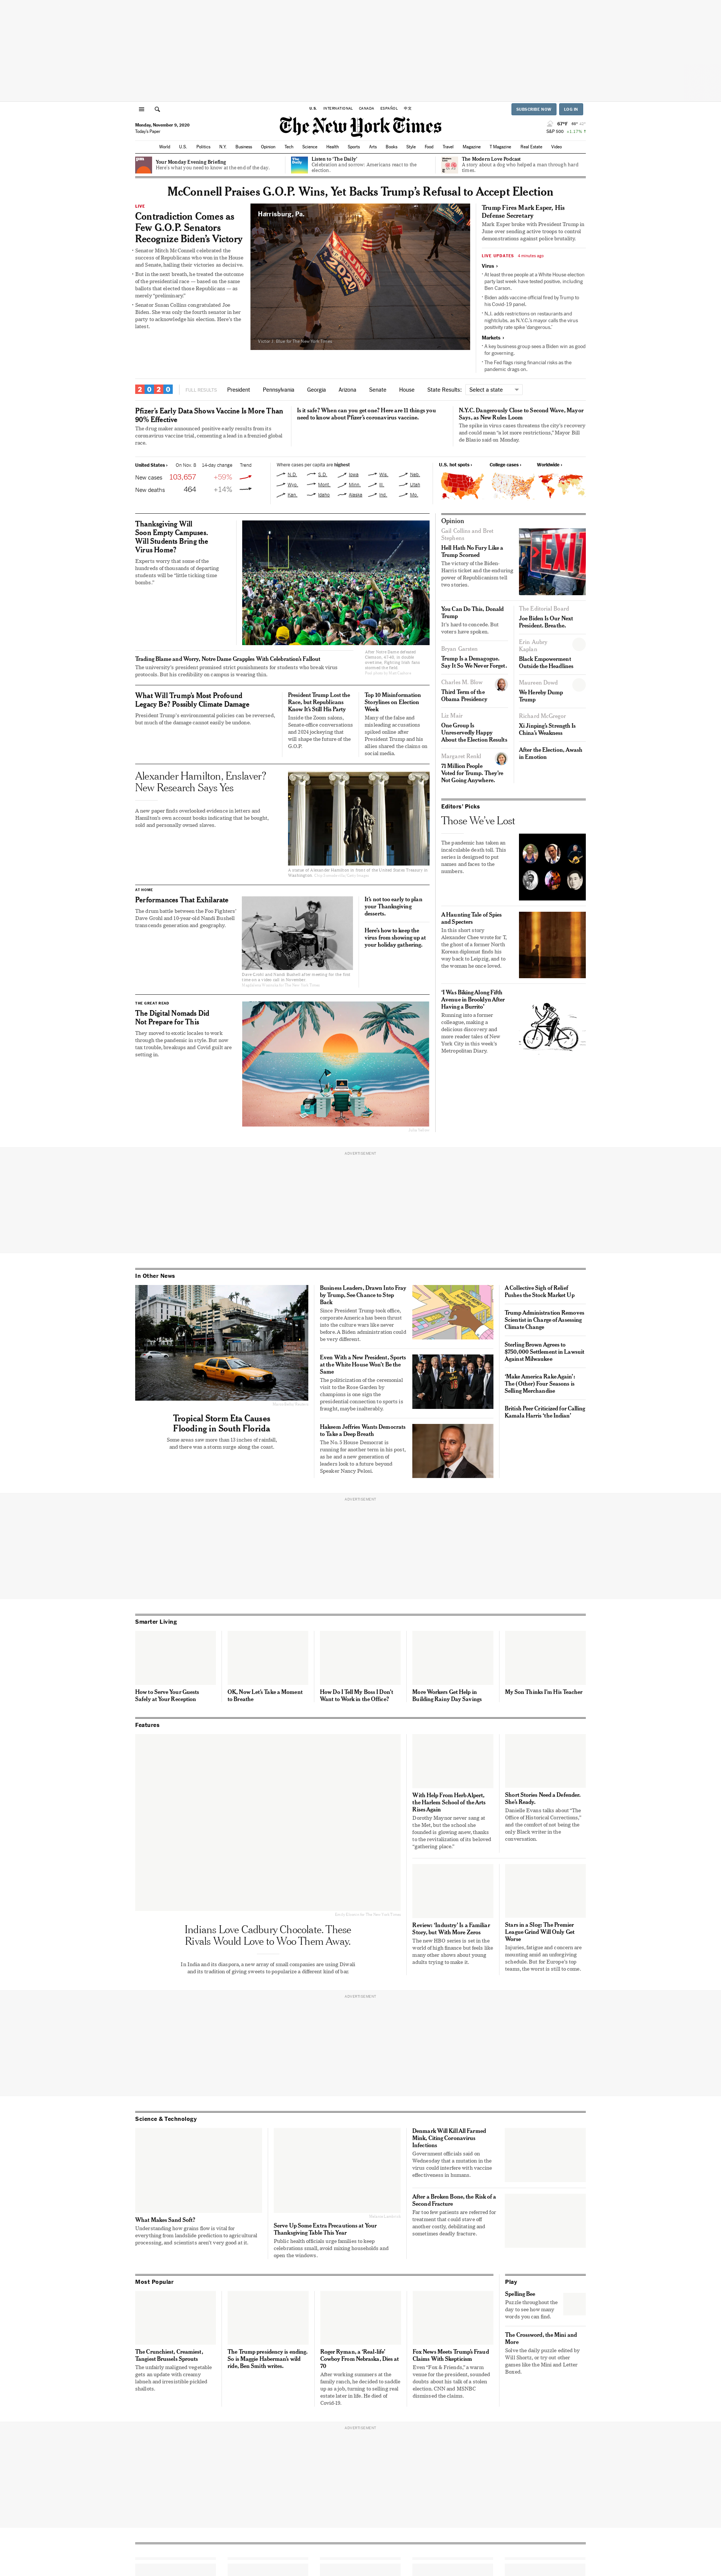 U.S. INTERNATIONAL CANADA ESPAÑOL 中文
SUBSCRIBE NOW LOG IN
Monday, November 9, 2020
Today's Paper
The New York Times
S&P 500 +1.17%
World U.S. Politics N.Y. Business Opinion Tech Science Health Sports Arts Books Style Food Travel Magazine T Magazine Real Estate Video
Your Monday Evening Briefing
Here's what you need to know at the end of the day.
Listen to 'The Daily'
Celebration and sorrow: Americans react to the
election.
The Modern Love Podcast
A story about a dog who helped a man through hard
times.
McConnell Praises G.O.P. Wins, Yet Backs Trump's Refusal to Accept Election
LIVE
Contradiction Comes as
Few G.O.P. Senators
Recognize Biden's Victory
Senator Mitch McConnell celebrated the
success of Republicans who won in the House
and Senate, hailing their victories as decisive.
But in the next breath, he treated the outcome
of the presidential race — based on the same
ballots that elected those Republicans — as
merely "preliminary."
Senator Susan Collins congratulated Joe
Biden. She was only the fourth senator in her
party to acknowledge his election. Here's the
latest.
Harrisburg, Pa.
TRUMP
2020
Victor J. Blue for The New York Times
Trump Fires Mark Esper, His
Defense Secretary
Mark Esper broke with President Trump in
June over sending active troops to control
demonstrations against police brutality.
LIVE UPDATES 4 minutes ago
Virus ›
At least three people at a White House election
party last week have tested positive, including
Ben Carson.
Biden adds vaccine official fired by Trump to
his Covid-19 panel.
N.J. adds restrictions on restaurants and
nightclubs, as N.Y.C.'s mayor calls the virus
positivity rate spike 'dangerous.'
Markets ›
A key business group sees a Biden win as good
for governing.
The Fed flags rising financial risks as the
pandemic drags on.
2020 FULL RESULTS President Pennsylvania Georgia Arizona Senate House State Results: Select a state
Pfizer's Early Data Shows Vaccine Is More Than
90% Effective
The drug maker announced positive early results from its
coronavirus vaccine trial, cementing a lead in a frenzied global
race.
Is it safe? When can you get one? Here are 11 things you
need to know about Pfizer's coronavirus vaccine.
N.Y.C. Dangerously Close to Second Wave, Mayor
Says, as New Rules Loom
The spike in virus cases threatens the city's recovery
and could mean "a lot more restrictions," Mayor Bill
de Blasio said on Monday.
United States › On Nov. 8 14-day change Trend
New cases 103,657 +59%
New deaths 464 +14%
Where cases per capita are highest
N.D. S.D. Iowa Wis. Neb.
Wyo. Mont. Minn. Ill. Utah
Kan. Idaho Alaska Ind. Mo.
U.S. hot spots › College cases › Worldwide ›
Thanksgiving Will
Soon Empty Campuses.
Will Students Bring the
Virus Home?
Experts worry that some of the
hundreds of thousands of departing
students will be "little ticking time
bombs."
Trading Blame and Worry, Notre Dame Grapples With Celebration's Fallout
The university's president promised strict punishments for students who break virus
protocols. But his credibility on campus is wearing thin.
What Will Trump's Most Profound
Legacy Be? Possibly Climate Damage
President Trump's environmental policies can be reversed,
but much of the damage cannot easily be undone.
President Trump Lost the
Race, but Republicans
Know It's Still His Party
Inside the Zoom salons,
Senate-office conversations
and 2024 jockeying that
will shape the future of the
G.O.P.
Top 10 Misinformation
Storylines on Election
Week
Many of the false and
misleading accusations
spiked online after
President Trump and his
allies shared the claims on
social media.
Alexander Hamilton, Enslaver?
New Research Says Yes
A new paper finds overlooked evidence in letters and
Hamilton's own account books indicating that he bought,
sold and personally owned slaves.
A statue of Alexander Hamilton in front of the United States Treasury in
Washington.
AT HOME
Performances That Exhilarate
The drum battle between the Foo Fighters'
Dave Grohl and 10-year-old Nandi Bushell
transcends generation and geography.
It's not too early to plan
your Thanksgiving
desserts.
Here's how to keep the
virus from showing up at
your holiday gathering.
THE GREAT READ
The Digital Nomads Did
Not Prepare for This
They moved to exotic locales to work
through the pandemic in style. But now
tax trouble, breakups and Covid guilt are
setting in.
Opinion
Gail Collins and Bret
Stephens
Hell Hath No Fury Like a
Trump Scorned
The victory of the Biden-
Harris ticket and the enduring
power of Republicanism tell
two stories.
EXIT
You Can Do This, Donald
Trump
It's hard to concede. But
voters have spoken.
Bryan Garsten
Trump Is a Demagogue.
Say It So We Never Forget.
Charles M. Blow
Third Term of the
Obama Presidency
Liz Mair
One Group Is
Unreservedly Happy
About the Election Results
Margaret Renkl
71 Million People
Voted for Trump. They're
Not Going Anywhere.
The Editorial Board
Joe Biden Is Our Next
President. Breathe.
Erin Aubry
Kaplan
Black Empowerment
Outside the Headlines
Maureen Dowd
We Hereby Dump
Trump
Richard McGregor
Xi Jinping's Strength Is
China's Weakness
After the Election, Awash
in Emotion
Editors' Picks
Those We've Lost
The pandemic has taken an
incalculable death toll. This
series is designed to put
names and faces to the
numbers.
A Haunting Tale of Spies
and Specters
In this short story
Alexander Chee wrote for T,
the ghost of a former North
Korean diplomat finds his
way back to Leipzig, and to
the woman he once loved.
'I Was Biking Along Fifth
Avenue in Brooklyn After
Having a Burrito'
Running into a former
colleague, making a
delicious discovery and
more reader tales of New
York City in this week's
Metropolitan Diary.
ADVERTISEMENT
In Other News
Tropical Storm Eta Causes
Flooding in South Florida
Some areas saw more than 13 inches of rainfall,
and there was a storm surge along the coast.
Business Leaders, Drawn Into Fray
by Trump, See Chance to Step
Back
Since President Trump took office,
corporate America has been thrust
into the culture wars like never
before. A Biden administration could
be very different.
Even With a New President, Sports
at the White House Won't Be the
Same
The politicization of the ceremonial
visit to the Rose Garden by
champions is one sign the
presidential connection to sports is
fraught, maybe inalterably.
Hakeem Jeffries Wants Democrats
to Take a Deep Breath
The No. 5 House Democrat is
running for another term in his post,
as he and a new generation of
leaders look to a future beyond
Speaker Nancy Pelosi.
A Collective Sigh of Relief
Pushes the Stock Market Up
Trump Administration Removes
Scientist in Charge of Assessing
Climate Change
Sterling Brown Agrees to
$750,000 Settlement in Lawsuit
Against Milwaukee
'Make America Rake Again':
The (Other) Four Seasons is
Selling Merchandise
British Peer Criticized for Calling
Kamala Harris 'the Indian'
ADVERTISEMENT
Smarter Living
How to Serve Your Guests
Safely at Your Reception
OK, Now Let's Take a Moment
to Breathe
How Do I Tell My Boss I Don't
Want to Work in the Office?
More Workers Get Help in
Building Rainy Day Savings
My Son Thinks I'm His Teacher
Features
Indians Love Cadbury Chocolate. These
Rivals Would Love to Woo Them Away.
In India and its diaspora, a new array of small companies are using Diwali
and its tradition of giving sweets to popularize a different kind of bar.
With Help From Herb Alpert,
the Harlem School of the Arts
Rises Again
Dorothy Maynor never sang at
the Met, but the school she
founded is glowing anew, thanks
to the revitalization of its beloved
"gathering place."
Short Stories Need a Defender.
She's Ready.
Danielle Evans talks about "The
Office of Historical Corrections,"
and the comfort of not being the
only Black writer in the
conversation.
Review: 'Industry' Is a Familiar
Story, but With More Zeros
The new HBO series is set in the
world of high finance but feels like
many other shows about young
adults trying to make it.
Stars in a Slog: The Premier
League Grind Will Only Get
Worse
Injuries, fatigue and concern are
mounting amid an unforgiving
schedule. But for Europe's top
teams, the worst is still to come.
ADVERTISEMENT
Science & Technology
What Makes Sand Soft?
Understanding how grains flow is vital for
everything from landslide prediction to agricultural
processing, and scientists aren't very good at it.
Serve Up Some Extra Precautions at Your
Thanksgiving Table This Year
Public health officials urge families to keep
celebrations small, avoid mixing households and
open the windows.
Denmark Will Kill All Farmed
Mink, Citing Coronavirus
Infections
Government officials said on
Wednesday that a mutation in the
virus could interfere with vaccine
effectiveness in humans.
After a Broken Bone, the Risk of a
Second Fracture
Far too few patients are referred for
treatment that could stave off
another costly, debilitating and
sometimes deadly fracture.
Most Popular
The Crunchiest, Creamiest,
Tangiest Brussels Sprouts
The unfairly maligned vegetable
gets an update with creamy
labneh and irresistible pickled
shallots.
The Trump presidency is ending.
So is Maggie Haberman's wild
ride, Ben Smith writes.
Roger Ryman, a 'Real-life'
Cowboy From Nebraska, Dies at
70
After working summers at the
family ranch, he decided to saddle
up as a job, turning to selling real
estate later in life. He died of
Covid-19.
Fox News Meets Trump's Fraud
Claims With Skepticism
Even "Fox & Friends," a warm
venue for the president, sounded
doubts about his talk of a stolen
election. CNN and MSNBC
dismissed the claims.
Play
Spelling Bee
Puzzle throughout the
day to see how many
words you can find.
The Crossword, the Mini and
More
Solve the daily puzzle edited by
Will Shortz, or try out other
games like the Mini and Letter
Boxed.
ADVERTISEMENT